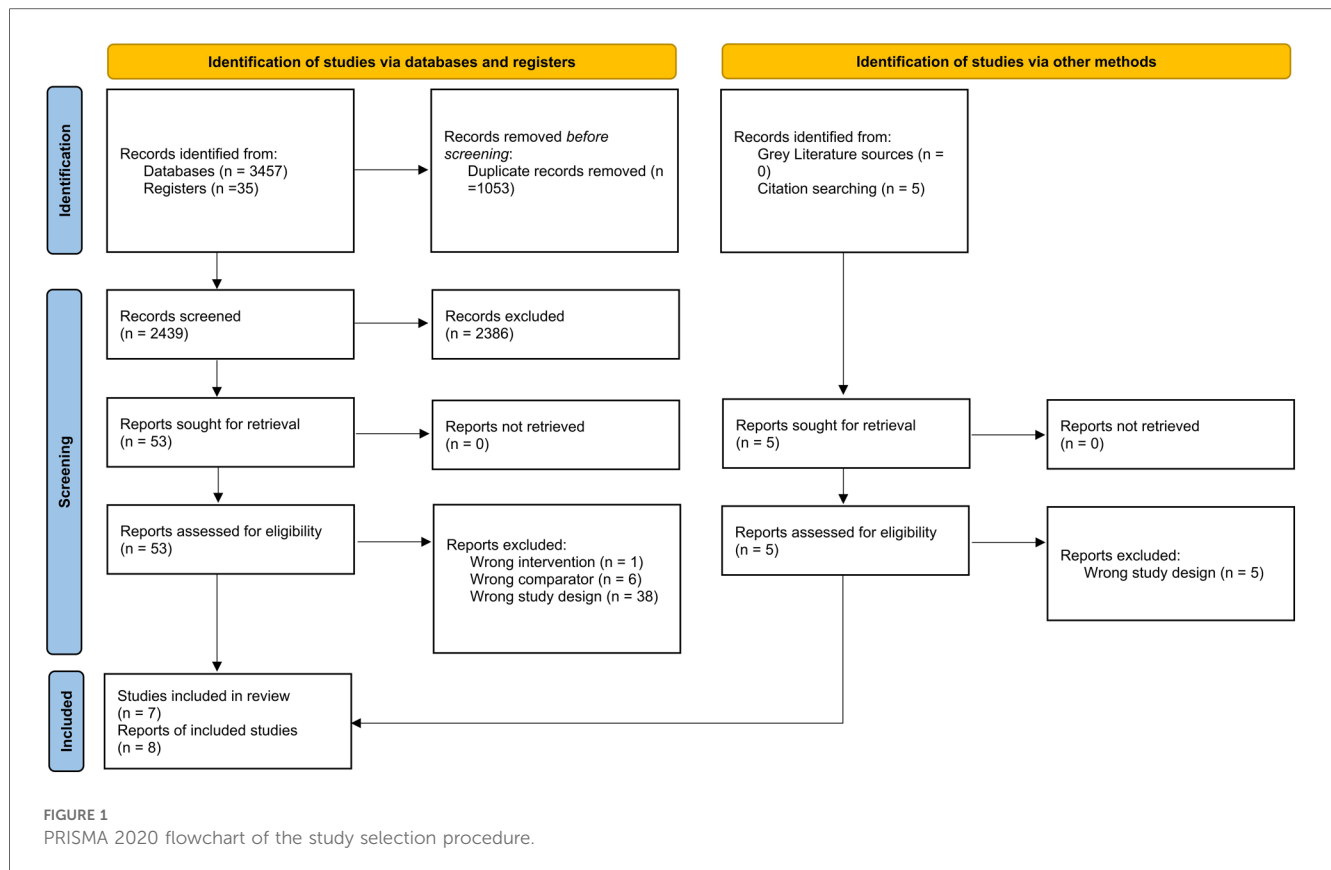 Identification of studies via databases and registers
Identification of studies via other methods
Identification
Records identified from:
Databases (n = 3457)
Registers (n =35)
Records removed before
screening:
Duplicate records removed (n
=1053)
Records identified from:
Grey Literature sources (n =
0)
Citation searching (n = 5)
Screening
Records screened
(n = 2439)
Records excluded
(n = 2386)
Reports sought for retrieval
(n = 53)
Reports not retrieved
(n = 0)
Reports sought for retrieval
(n = 5)
Reports not retrieved
(n = 0)
Reports assessed for eligibility
(n = 53)
Reports excluded:
Wrong intervention (n = 1)
Wrong comparator (n = 6)
Wrong study design (n = 38)
Reports assessed for eligibility
(n = 5)
Reports excluded:
Wrong study design (n = 5)
Included
Studies included in review
(n = 7)
Reports of included studies
(n = 8)
FIGURE 1
PRISMA 2020 flowchart of the study selection procedure.